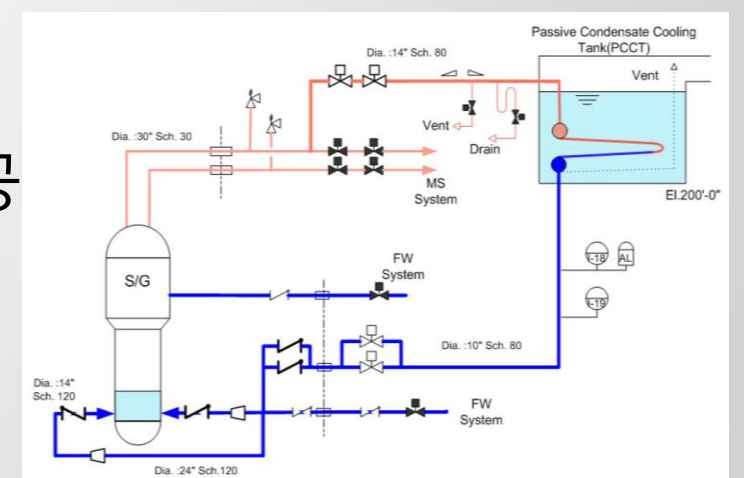 Passive Condensate Cooling
Tank(PCCT)
Dia. :14" Sch. 80
Vent
Dia. :30" Sch. 30
Vent
Drain
MS
System
El.200'-0"
S/G
FW
System
I-18
AL
I-19
Dia. :10" Sch. 80
Dia. :14"
Sch. 120
FW
System
Dia. :24" Sch.120